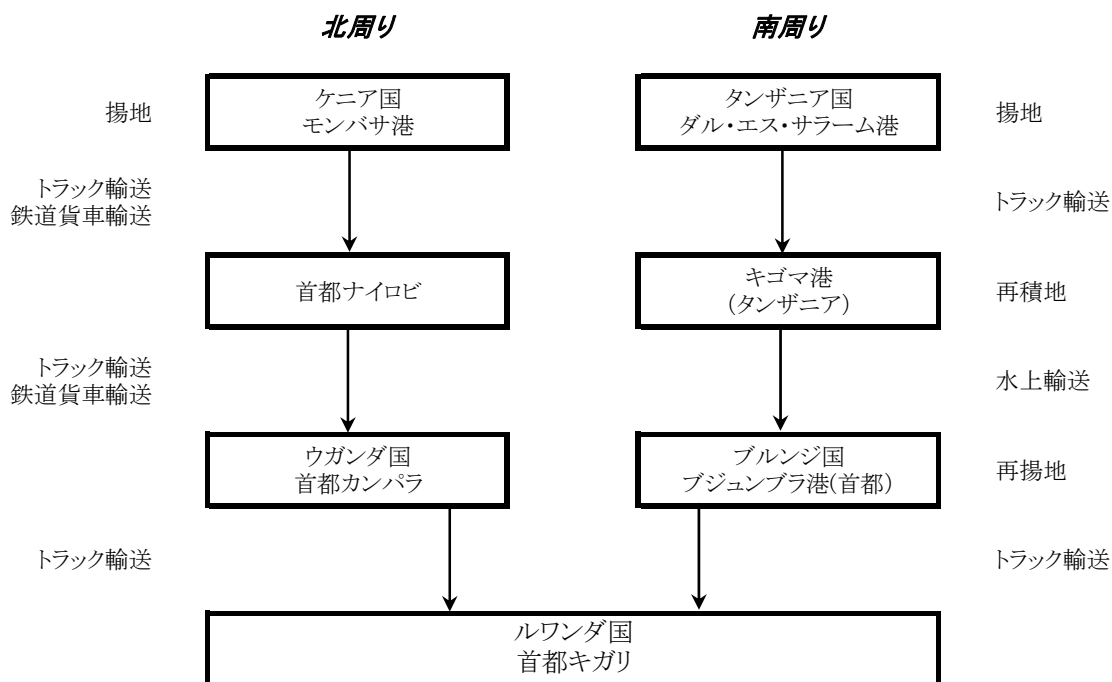 北周り
南周り
揚地
ケニア国
モンバサ港
タンザニア国
ダル・エス・サラーム港
揚地
トラック輸送
鉄道貨車輸送
トラック輸送
首都ナイロビ
キゴマ港
(タンザニア)
再積地
トラック輸送
鉄道貨車輸送
水上輸送
ウガンダ国
首都カンパラ
ブルンジ国
ブジュンブラ港(首都)
再揚地
トラック輸送
トラック輸送
ルワンダ国
首都キガリ